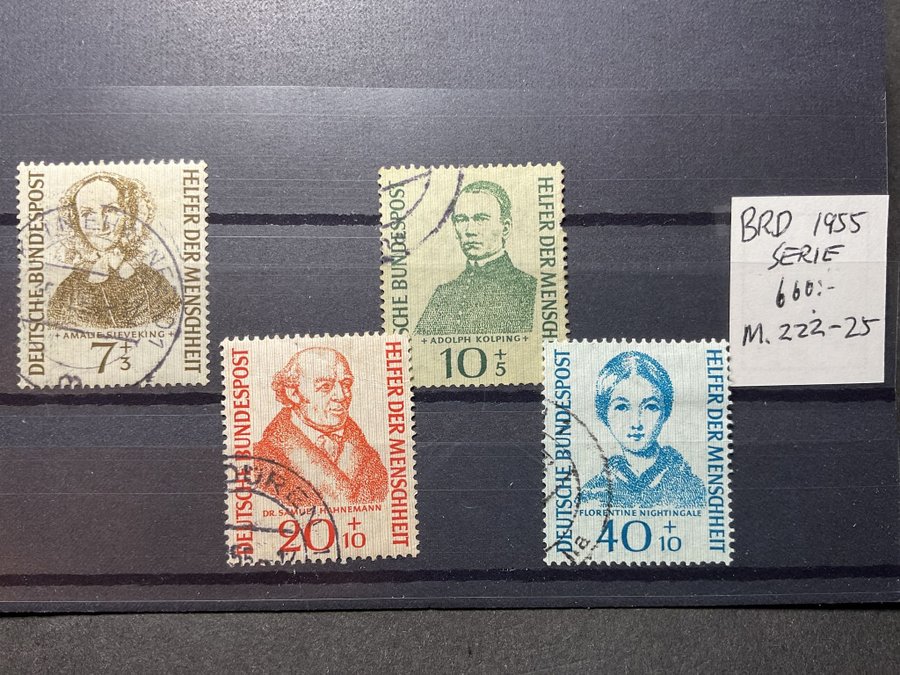 DEUTSCHE BUNDESPOST
HELFER DER MENSCHHEIT
+ AMALIE SIEVEKING +
7 + 3
DEUTSCHE BUNDESPOST
HELFER DER MENSCHHEIT
+ ADOLPH KOLPING +
10 + 5
BRD 1955
SERIE
660:-
M. 222-25
DEUTSCHE BUNDESPOST
HELFER DER MENSCHHEIT
DR. SAMUEL HAHNEMANN
20 + 10
DEUTSCHE BUNDESPOST
HELFER DER MENSCHHEIT
FLORENTINE NIGHTINGALE
40 + 10